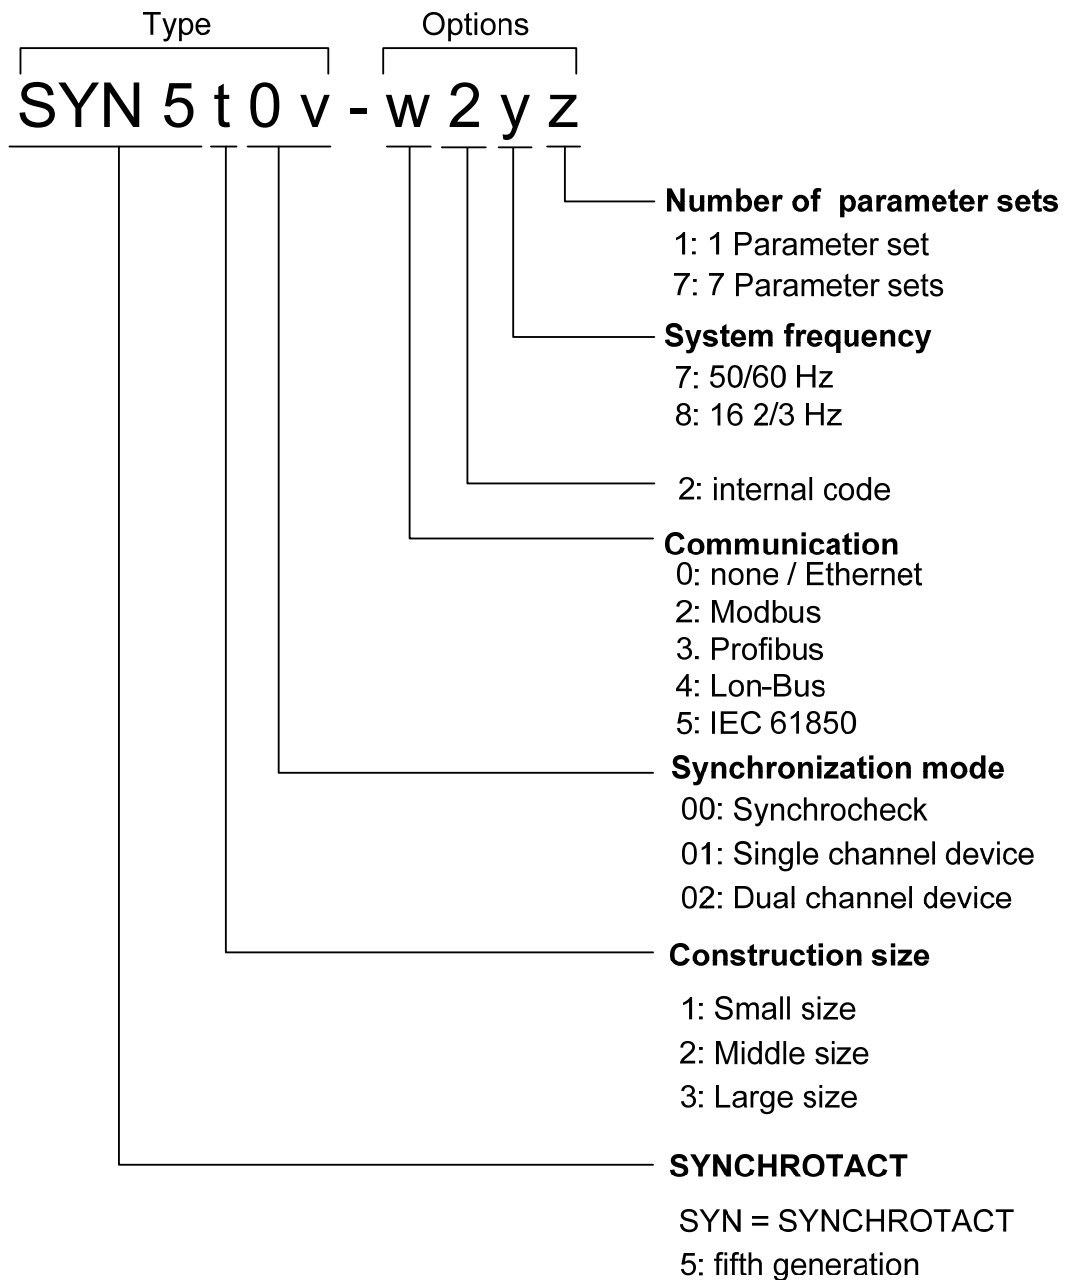 Type Options
SYN 5 t 0 v - w 2 y z
Number of parameter sets
1: 1 Parameter set
7: 7 Parameter sets
System frequency
7: 50/60 Hz
8: 16 2/3 Hz
2: internal code
Communication
0: none / Ethernet
2: Modbus
3. Profibus
4: Lon-Bus
5: IEC 61850
Synchronization mode
00: Synchrocheck
01: Single channel device
02: Dual channel device
Construction size
1: Small size
2: Middle size
3: Large size
SYNCHROTACT
SYN = SYNCHROTACT
5: fifth generation